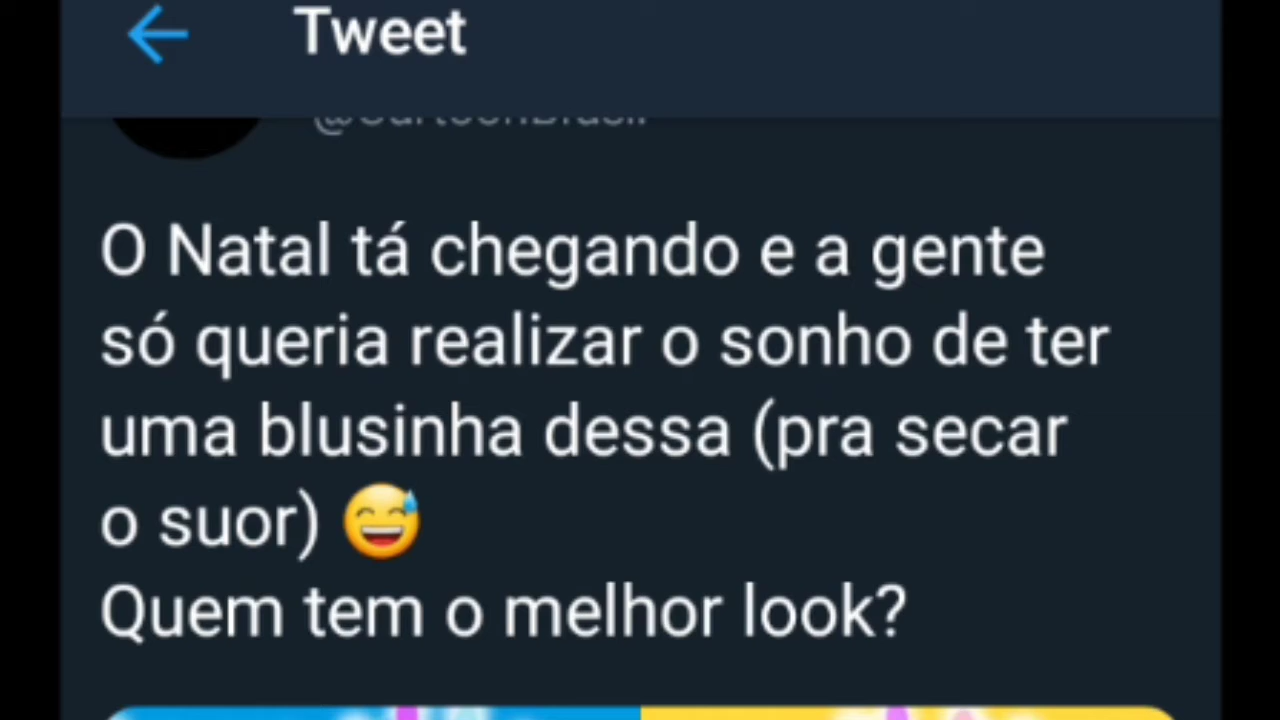 Tweet
@CartoonBrasil
O Natal tá chegando e a gente
só queria realizar o sonho de ter
uma blusinha dessa (pra secar
o suor) 😅
Quem tem o melhor look?